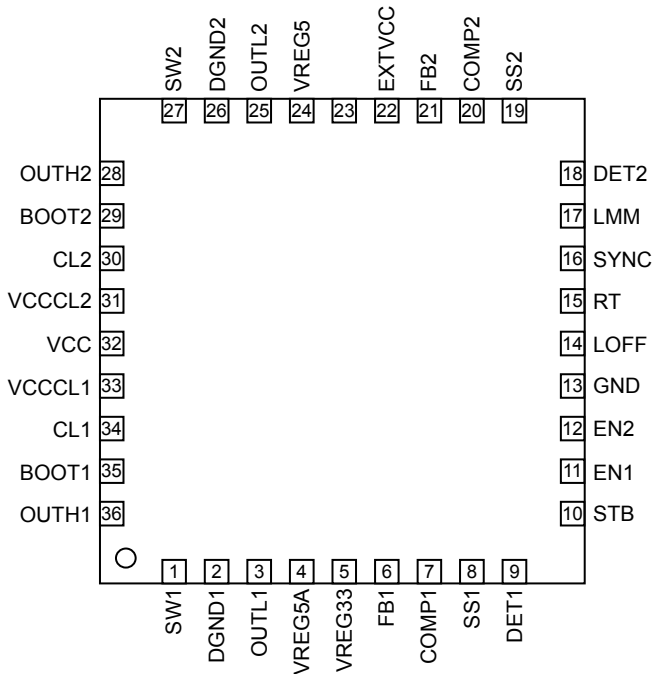 SW2
DGND2
OUTL2
VREG5
EXTVCC
FB2
COMP2
SS2
27 26 25 24 23 22 21 20 19
OUTH2 28
BOOT2 29
CL2 30
VCCCL2 31
VCC 32
VCCCL1 33
CL1 34
BOOT1 35
OUTH1 36
18 DET2
17 LMM
16 SYNC
15 RT
14 LOFF
13 GND
12 EN2
11 EN1
10 STB
1 2 3 4 5 6 7 8 9
SW1
DGND1
OUTL1
VREG5A
VREG33
FB1
COMP1
SS1
DET1